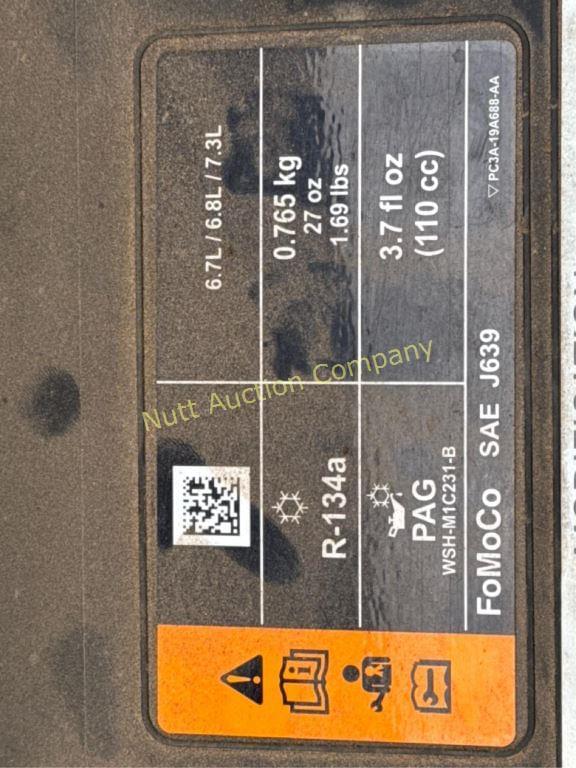 6.7L / 6.8L / 7.3L
R-134a
0.765 kg
27 oz
1.69 lbs
PAG
WSH-M1C231-B
3.7 fl oz
(110 cc)
FoMoCo SAE J639
▽ PC3A-19A688-AA
Nutt Auction Company